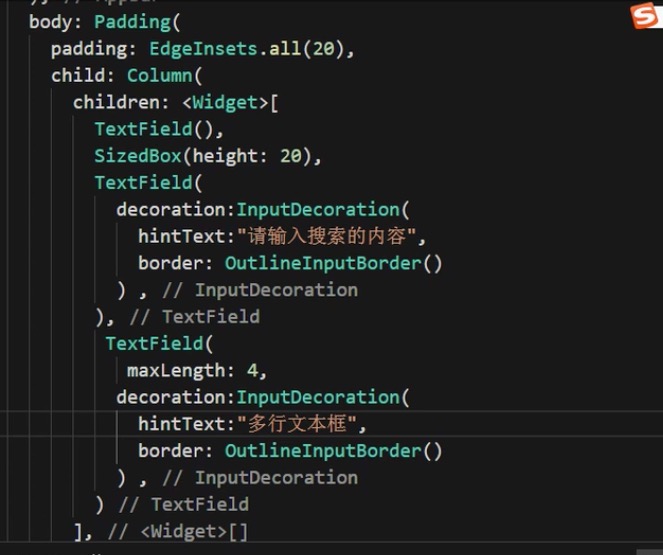 body: Padding(
padding: EdgeInsets.all(20),
child: Column(
children: <Widget>[
TextField(),
SizedBox(height: 20),
TextField(
decoration:InputDecoration(
hintText:"请输入搜索的内容",
border: OutlineInputBorder()
) , // InputDecoration
), // TextField
TextField(
maxLength: 4,
decoration:InputDecoration(
hintText:"多行文本框",
border: OutlineInputBorder()
) , // InputDecoration
) // TextField
], // <Widget>[]